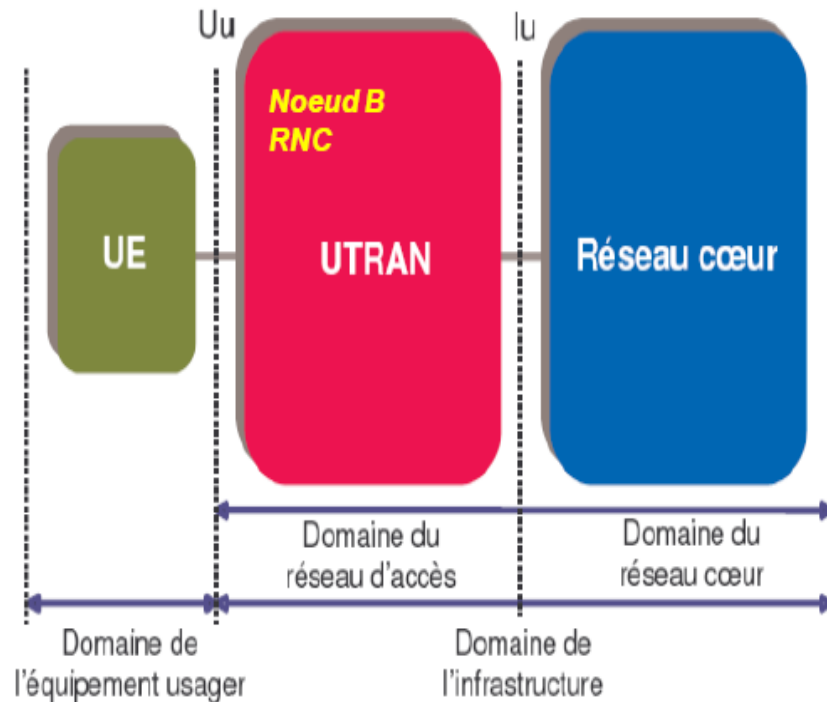 Uu
Iu
Noeud B
RNC
UE
UTRAN
Réseau cœur
Domaine du
réseau d'accès
Domaine du
réseau cœur
Domaine de
l'équipement usager
Domaine de
l'infrastructure